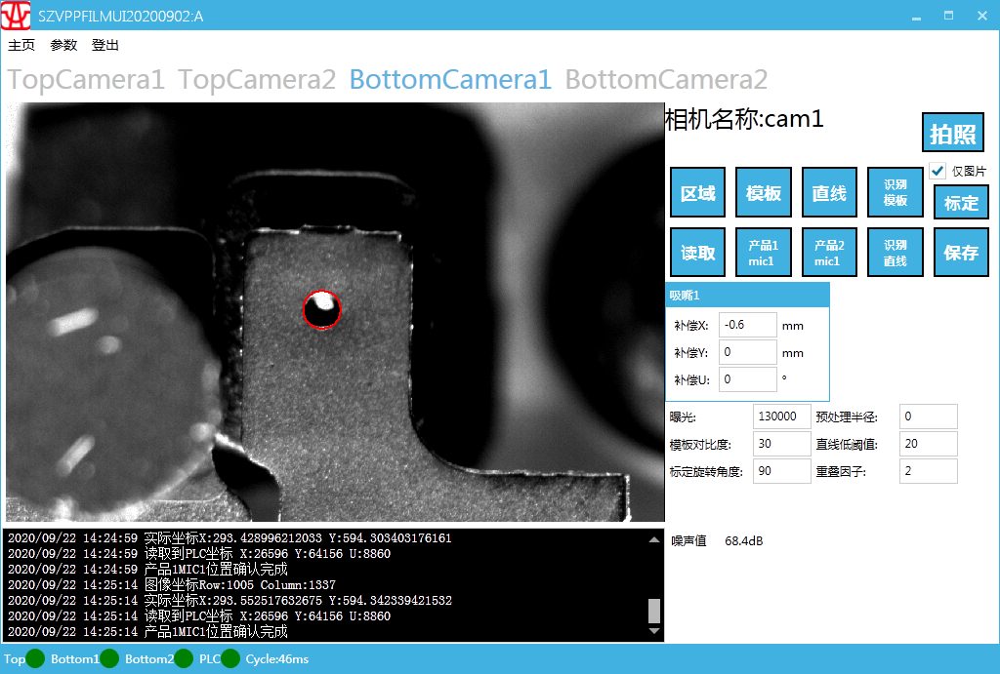 SZVPPFILMUI20200902:A
主页 参数 登出
TopCamera1 TopCamera2 BottomCamera1 BottomCamera2
相机名称:cam1
拍照
仅图片
区域 模板 直线 识别模板 标定
读取 产品1 mic1 产品2 mic1 识别直线 保存
吸嘴1
补偿X: -0.6 mm
补偿Y: 0 mm
补偿U: 0 °
曝光: 130000 预处理半径: 0
模板对比度: 30 直线低阈值: 20
标定旋转角度: 90 重叠因子: 2
噪声值 68.4dB
2020/09/22 14:24:59 实际坐标X:293.428996212033 Y:594.303403176161
2020/09/22 14:24:59 读取到PLC坐标 X:26596 Y:64156 U:8860
2020/09/22 14:24:59 产品1MIC1位置确认完成
2020/09/22 14:25:14 图像坐标Row:1005 Column:1337
2020/09/22 14:25:14 实际坐标X:293.552517632675 Y:594.342339421532
2020/09/22 14:25:14 读取到PLC坐标 X:26596 Y:64156 U:8860
2020/09/22 14:25:14 产品1MIC1位置确认完成
Top Bottom1 Bottom2 PLC Cycle:46ms